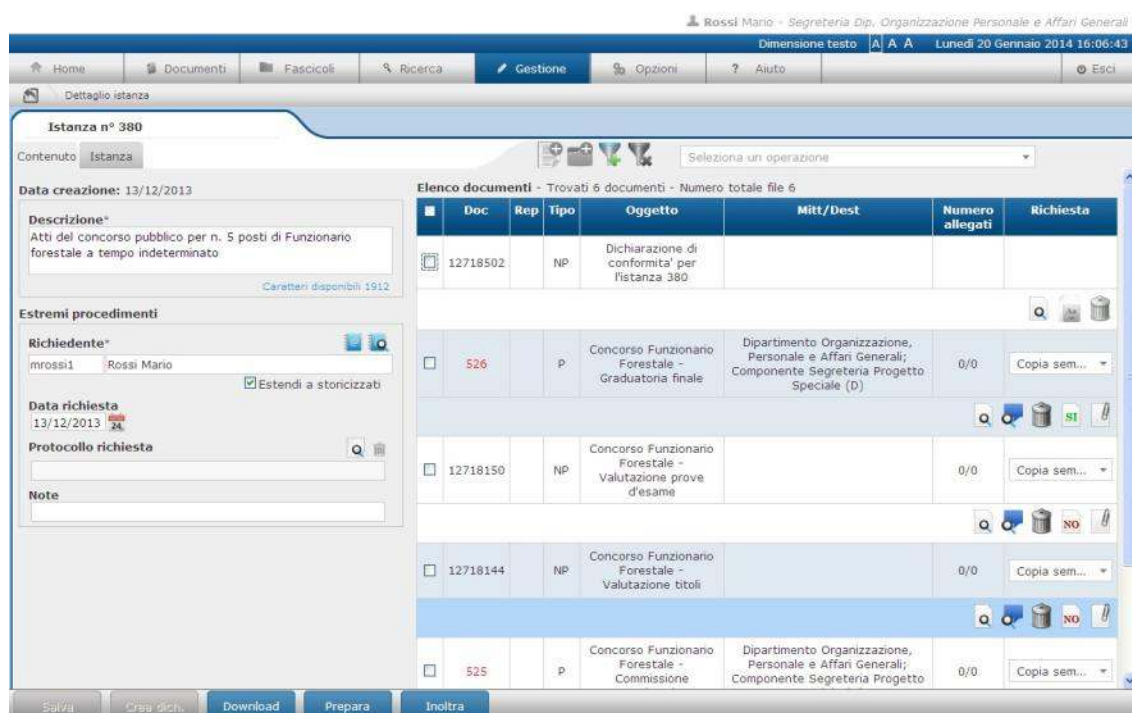 Rossi Mario - Segreteria Dip. Organizzazione Personale e Affari Generali
Dimensione testo A A A Lunedì 20 Gennaio 2014 16:06:43
Home Documenti Fascicoli Ricerca Gestione Opzioni ? Aiuto Esci
Dettaglio istanza
Istanza n° 380
Contenuto Istanza
Seleziona un operazione
Data creazione: 13/12/2013
Descrizione*
Atti del concorso pubblico per n. 5 posti di Funzionario
forestale a tempo indeterminato
Caratteri disponibili 1912
Estremi procedimenti
Richiedente*
mrossi1 Rossi Mario
Estendi a storicizzati
Data richiesta
13/12/2013 24
Protocollo richiesta
Note
Elenco documenti - Trovati 6 documenti - Numero totale file 6
Doc Rep Tipo Oggetto Mitt/Dest Numero allegati Richiesta
12718502 NP Dichiarazione di
conformita' per
l'istanza 380
526 P Concorso Funzionario
Forestale -
Graduatoria finale
Dipartimento Organizzazione,
Personale e Affari Generali;
Componente Segreteria Progetto
Speciale (D)
0/0 Copia sem...
SI
12718150 NP Concorso Funzionario
Forestale -
Valutazione prove
d'esame
0/0 Copia sem...
NO
12718144 NP Concorso Funzionario
Forestale -
Valutazione titoli
0/0 Copia sem...
NO
525 P Concorso Funzionario
Forestale -
Commissione
Dipartimento Organizzazione,
Personale e Affari Generali;
Componente Segreteria Progetto
0/0 Copia sem...
Salva Crea dich. Download Prepara Inoltra